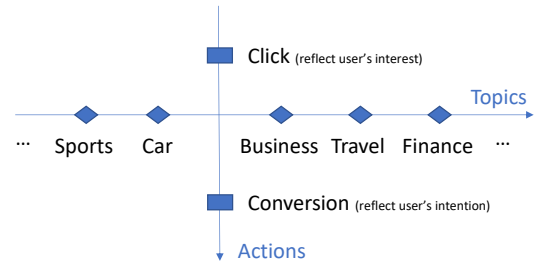 Click (reflect user's interest)
Topics
... Sports Car Business Travel Finance ...
Conversion (reflect user's intention)
Actions